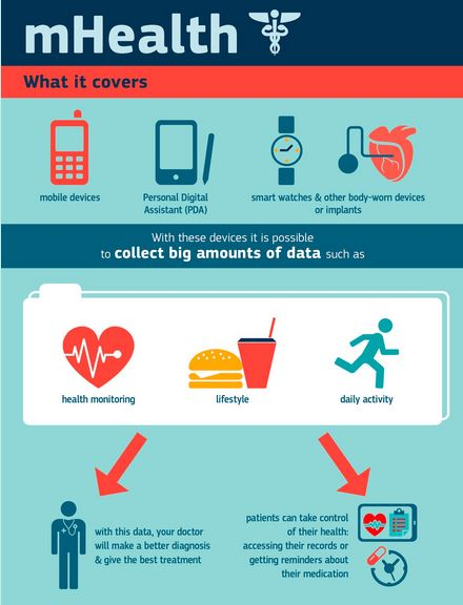 mHealth
What it covers
mobile devices
Personal Digital
Assistant (PDA)
smart watches & other body-worn devices
or implants
With these devices it is possible
to collect big amounts of data such as
health monitoring
lifestyle
daily activity
with this data, your doctor
will make a better diagnosis
& give the best treatment
patients can take control
of their health:
accessing their records or
getting reminders about
their medication